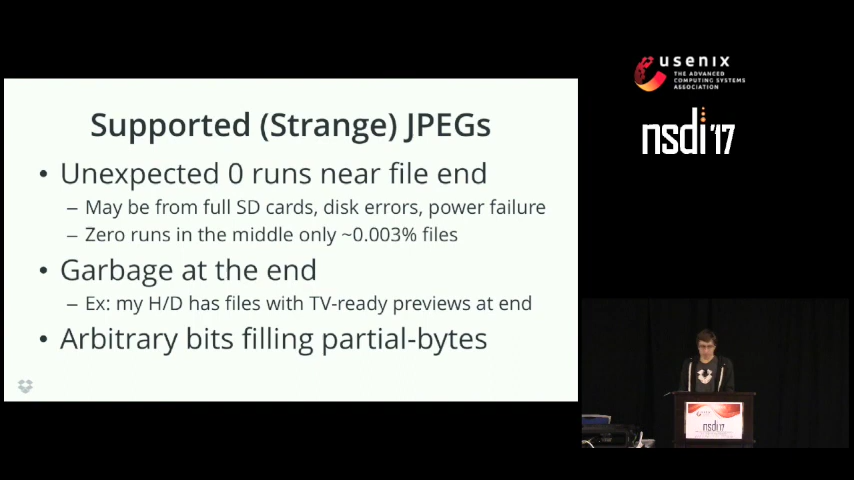 Supported (Strange) JPEGs
• Unexpected 0 runs near file end
– May be from full SD cards, disk errors, power failure
– Zero runs in the middle only ~0.003% files
• Garbage at the end
– Ex: my H/D has files with TV-ready previews at end
• Arbitrary bits filling partial-bytes
usenix
THE ADVANCED
COMPUTING SYSTEMS
ASSOCIATION
nsdi '17
nsdi '17